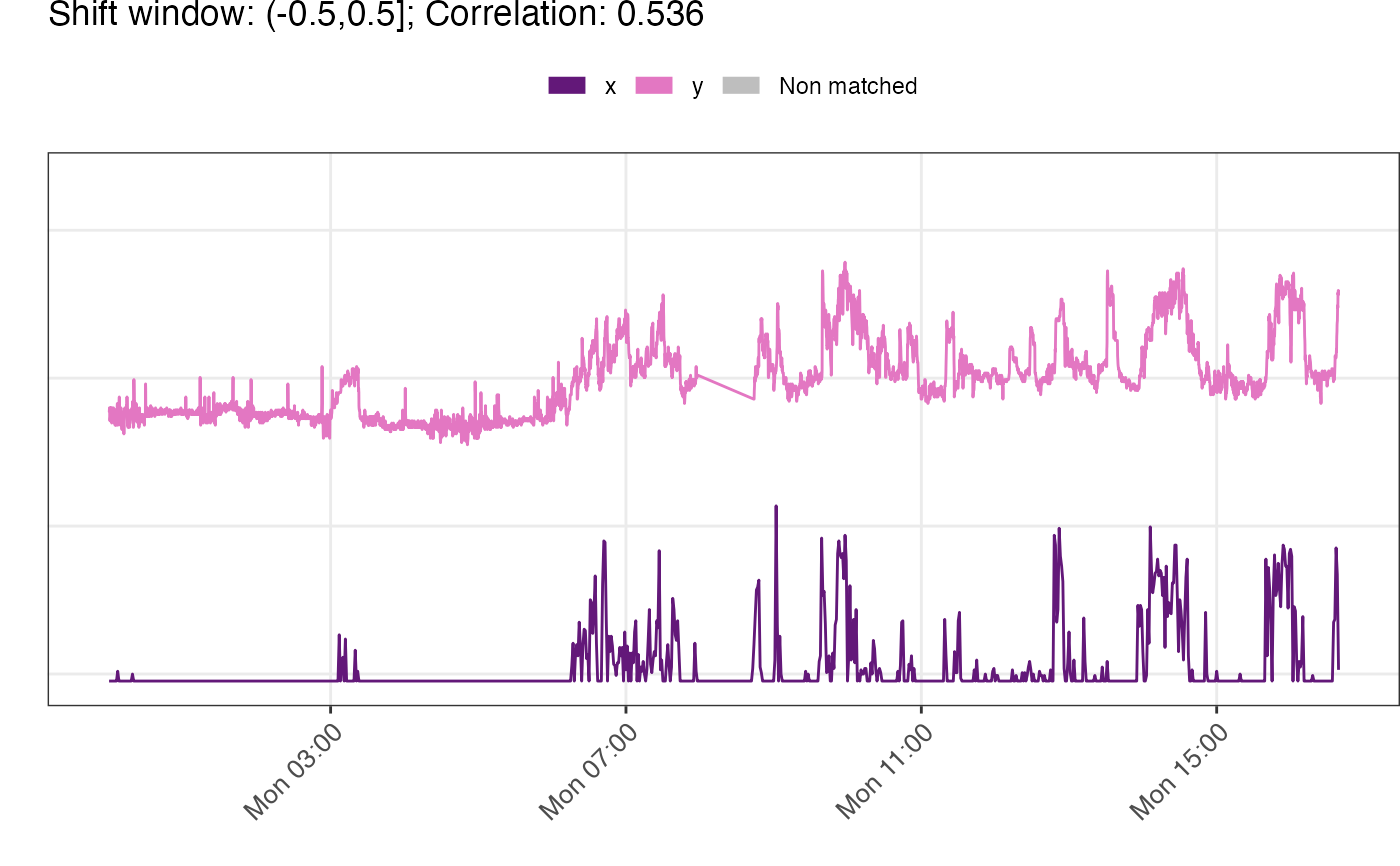 Shift window: (-0.5,0.5]; Correlation: 0.536
x y Non matched
Mon 03:00 Mon 07:00 Mon 11:00 Mon 15:00